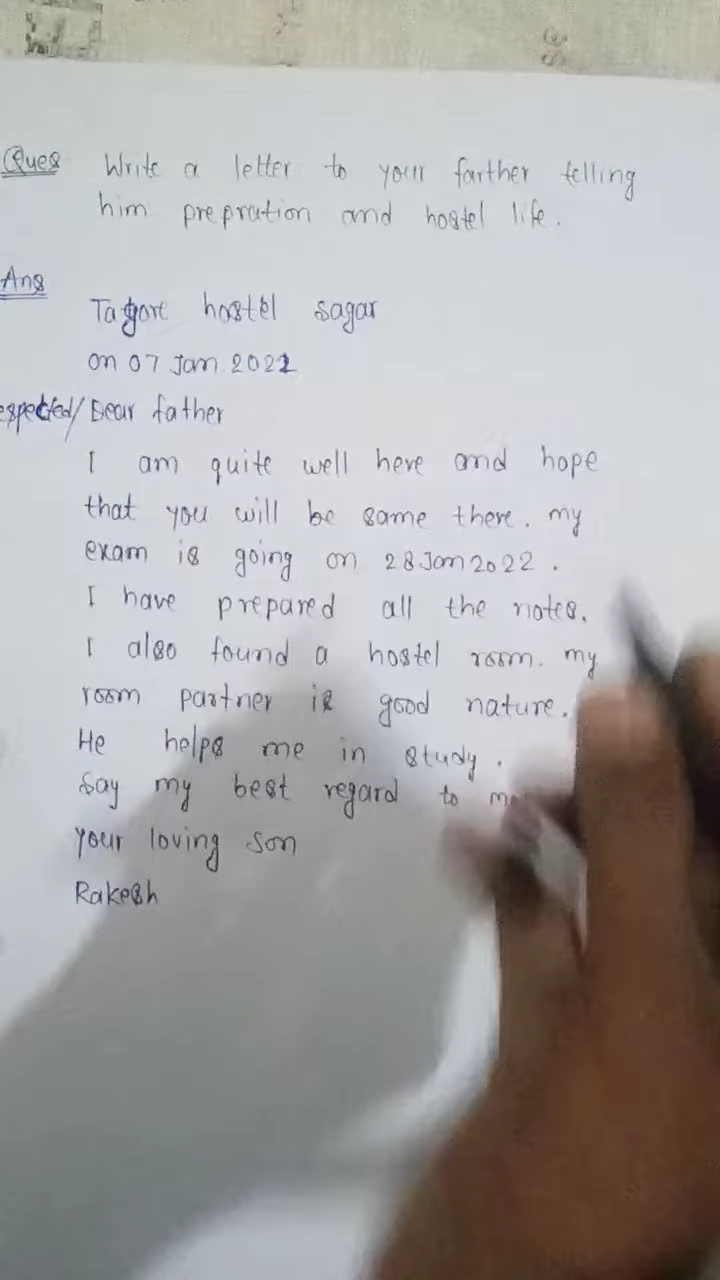 Ques Write a letter to your farther telling
him prepration and hostel life.
Ans
Tagore hostel sagar
on 07 Jan 2022
espected/Dear father
I am quite well here and hope
that you will be same there. my
exam is going on 28 Jan 2022.
I have prepared all the notes.
I also found a hostel room. my
room partner is good nature.
He helps me in study.
Say my best regard to
your loving son
Rakesh